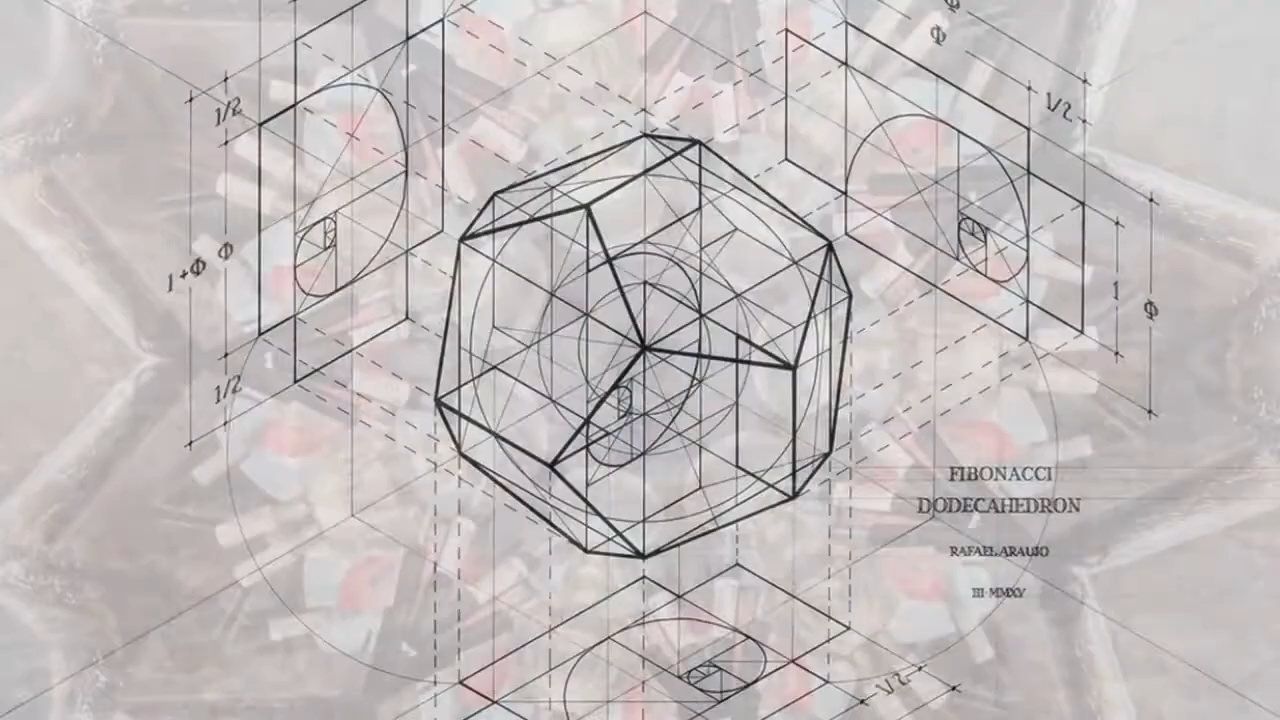 Φ
Φ
1/2
1/2
1+Φ Φ
1
Φ
1/2
FIBONACCI
DODECAHEDRON
RAFAEL ARAUJO
III MMXV
1/2